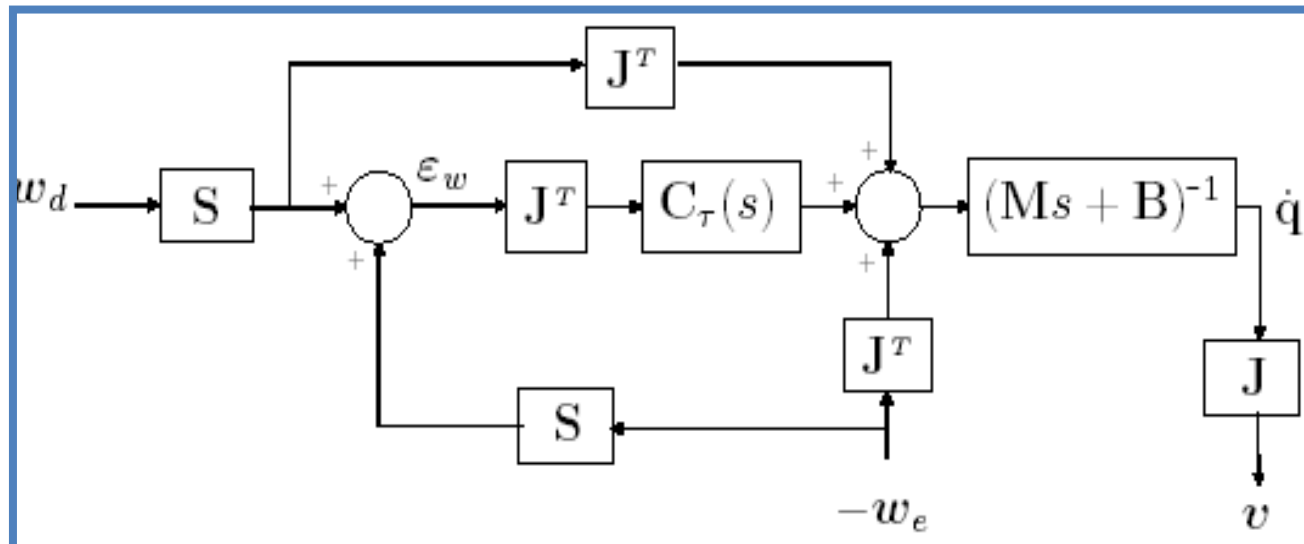 J^T
w_d
S
+
ε_w
J^T
C_τ(s)
+
+
(Ms + B)^-1
q̇
+
+
J^T
J
S
−w_e
v